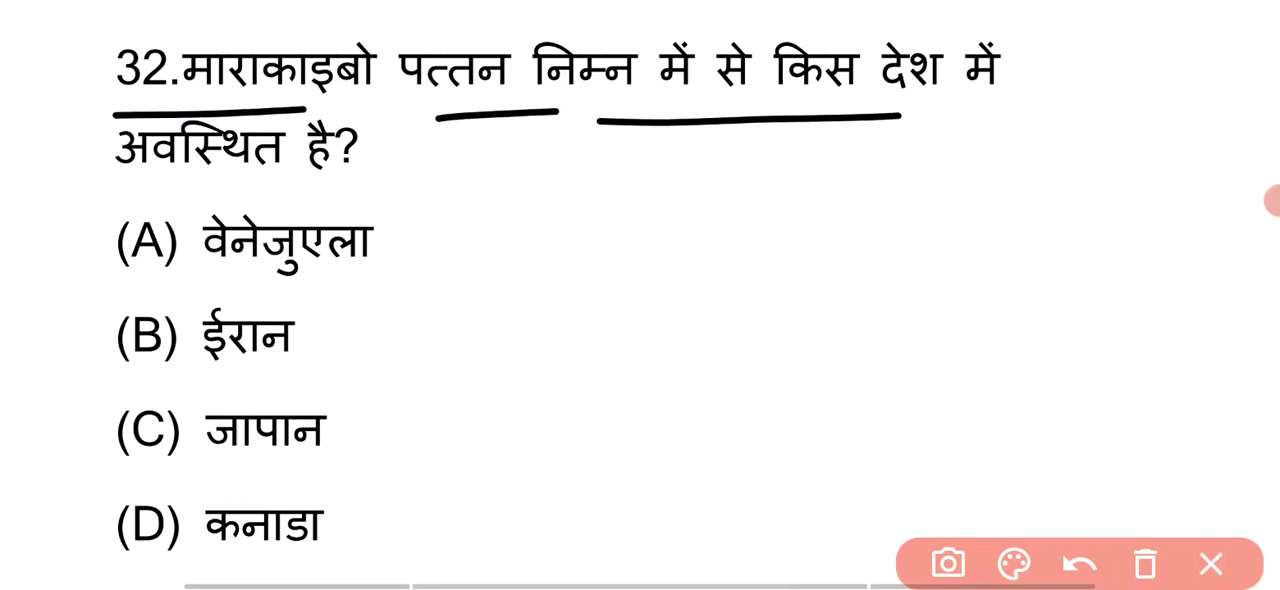 32.माराकाइबो पत्तन निम्न में से किस देश में
अवस्थित है?
(A) वेनेजुएला
(B) ईरान
(C) जापान
(D) कनाडा